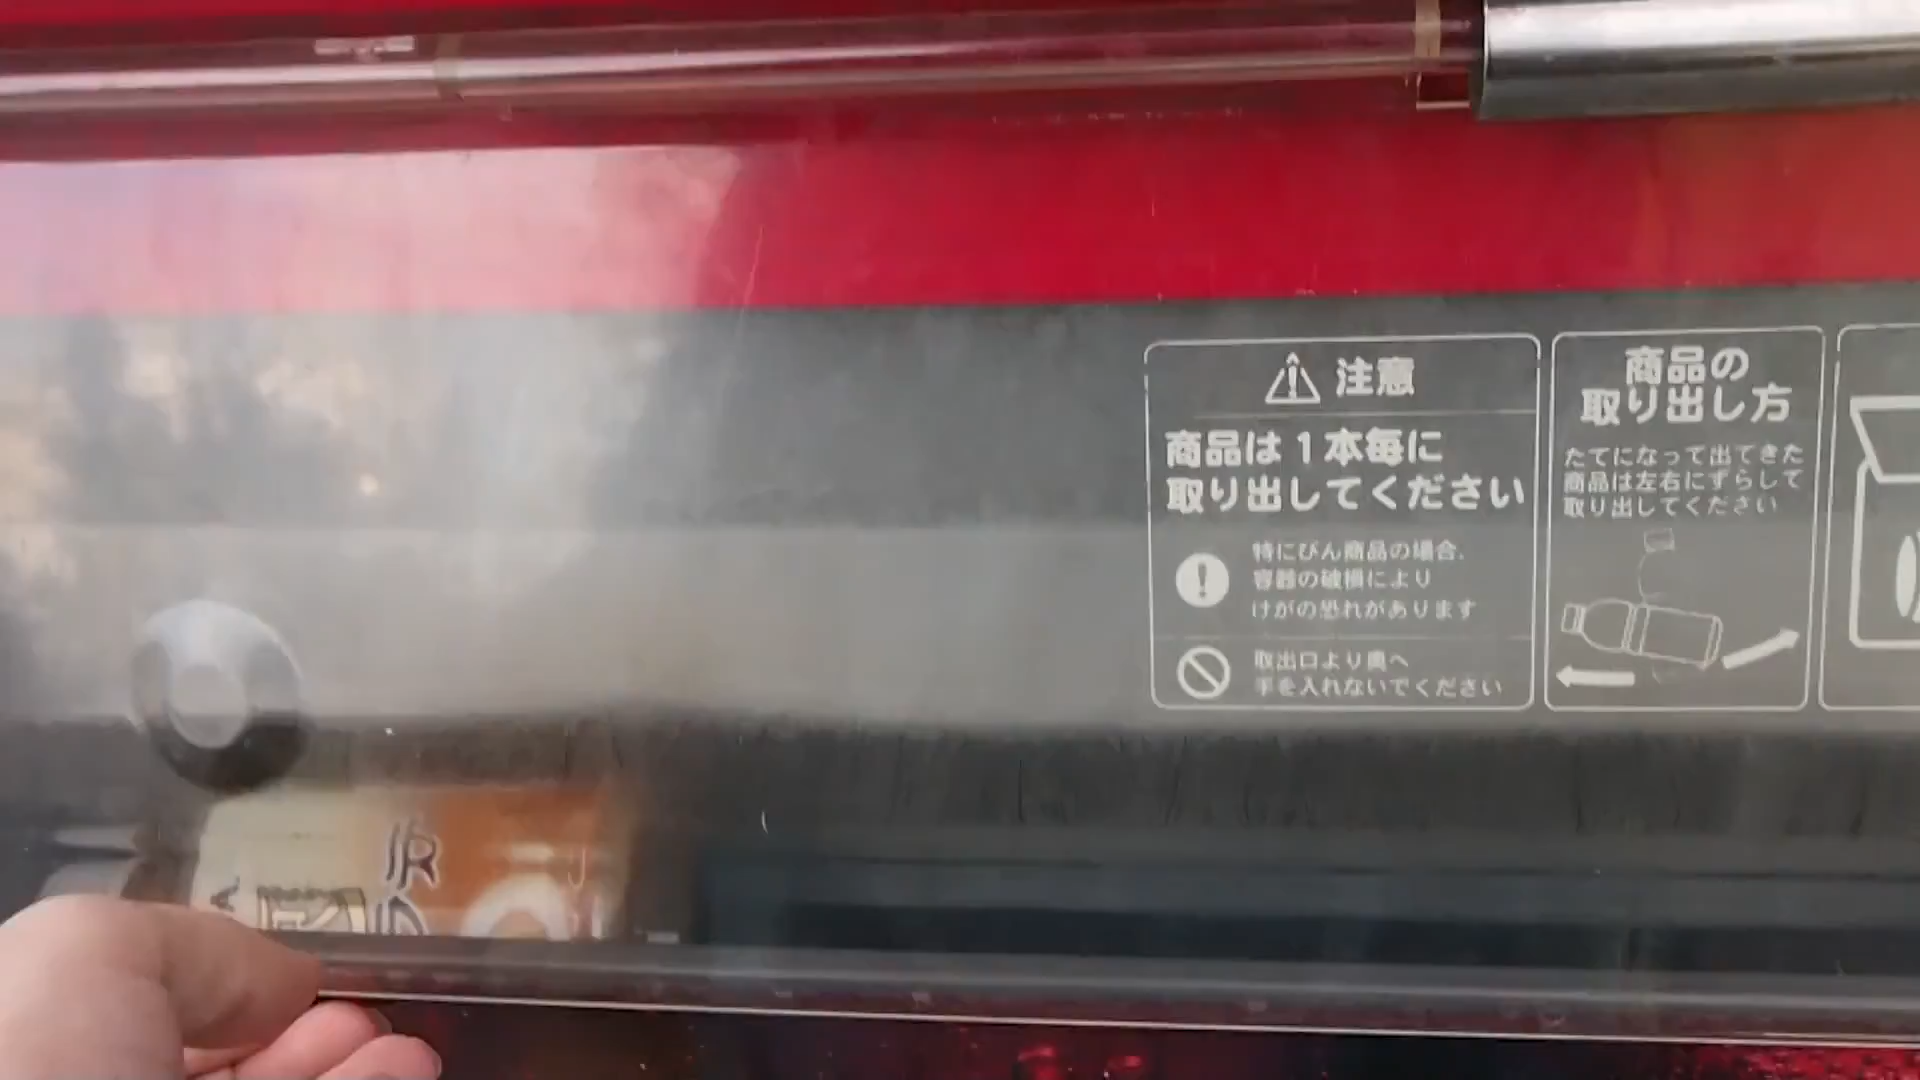 注意
商品は1本毎に
取り出してください
特にびん商品の場合、
容器の破損により
けがの恐れがあります
取出口より奥へ
手を入れないでください
商品の
取り出し方
たてになって出てきた
商品は左右にずらして
取り出してください